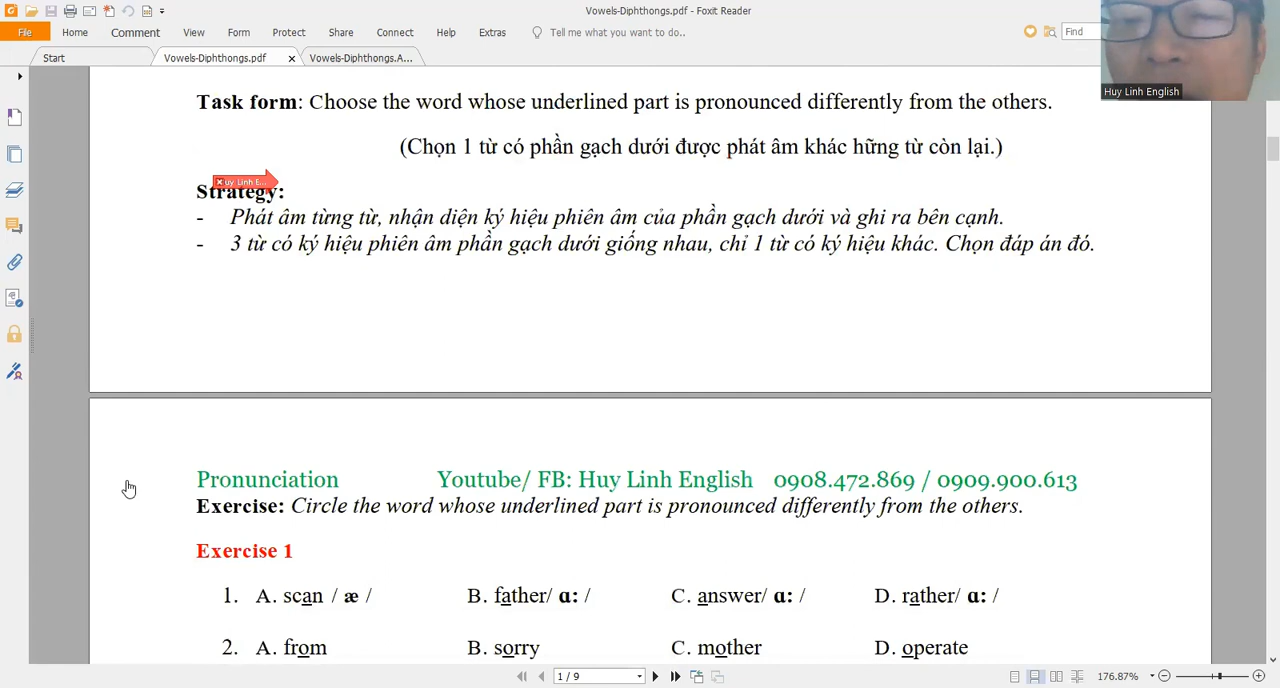 Vowels-Diphthongs.pdf - Foxit Reader
File Home Comment View Form Protect Share Connect Help Extras Tell me what you want to do.. Find
Start Vowels-Diphthongs.pdf Vowels-Diphthongs.A...
Huy Linh English
Task form: Choose the word whose underlined part is pronounced differently from the others.
(Chọn 1 từ có phần gạch dưới được phát âm khác hững từ còn lại.)
uy Linh E...
Strategy:
- Phát âm từng từ, nhận diện ký hiệu phiên âm của phần gạch dưới và ghi ra bên cạnh.
- 3 từ có ký hiệu phiên âm phần gạch dưới giống nhau, chỉ 1 từ có ký hiệu khác. Chọn đáp án đó.
Pronunciation Youtube/ FB: Huy Linh English 0908.472.869 / 0909.900.613
Exercise: Circle the word whose underlined part is pronounced differently from the others.
Exercise 1
1. A. scan / æ / B. father/ ɑ: / C. answer/ ɑ: / D. rather/ ɑ: /
2. A. from B. sorry C. mother D. operate
1 / 9 176.87%